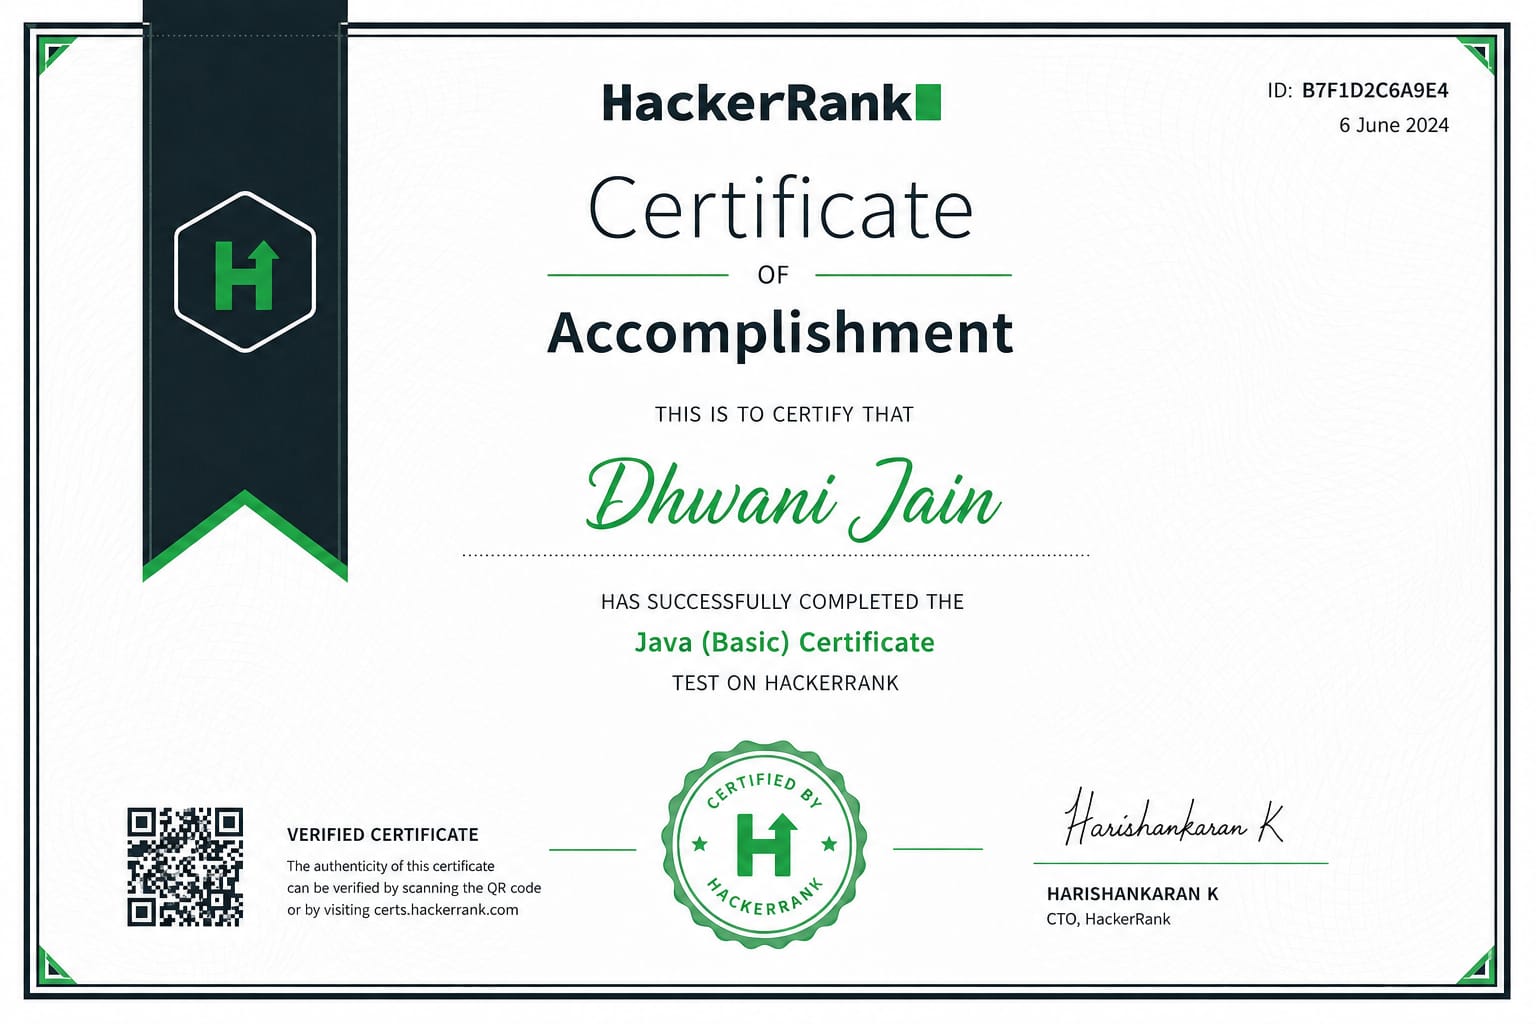 HackerRank
ID: B7F1D2C6A9E4
6 June 2024
Certificate
OF
Accomplishment
THIS IS TO CERTIFY THAT
Dhwani Jain
HAS SUCCESSFULLY COMPLETED THE
Java (Basic) Certificate
TEST ON HACKERRANK
VERIFIED CERTIFICATE
The authenticity of this certificate
can be verified by scanning the QR code
or by visiting certs.hackerrank.com
CERTIFIED BY
H
HACKERRANK
Harishankaran K
HARISHANKARAN K
CTO, HackerRank
H